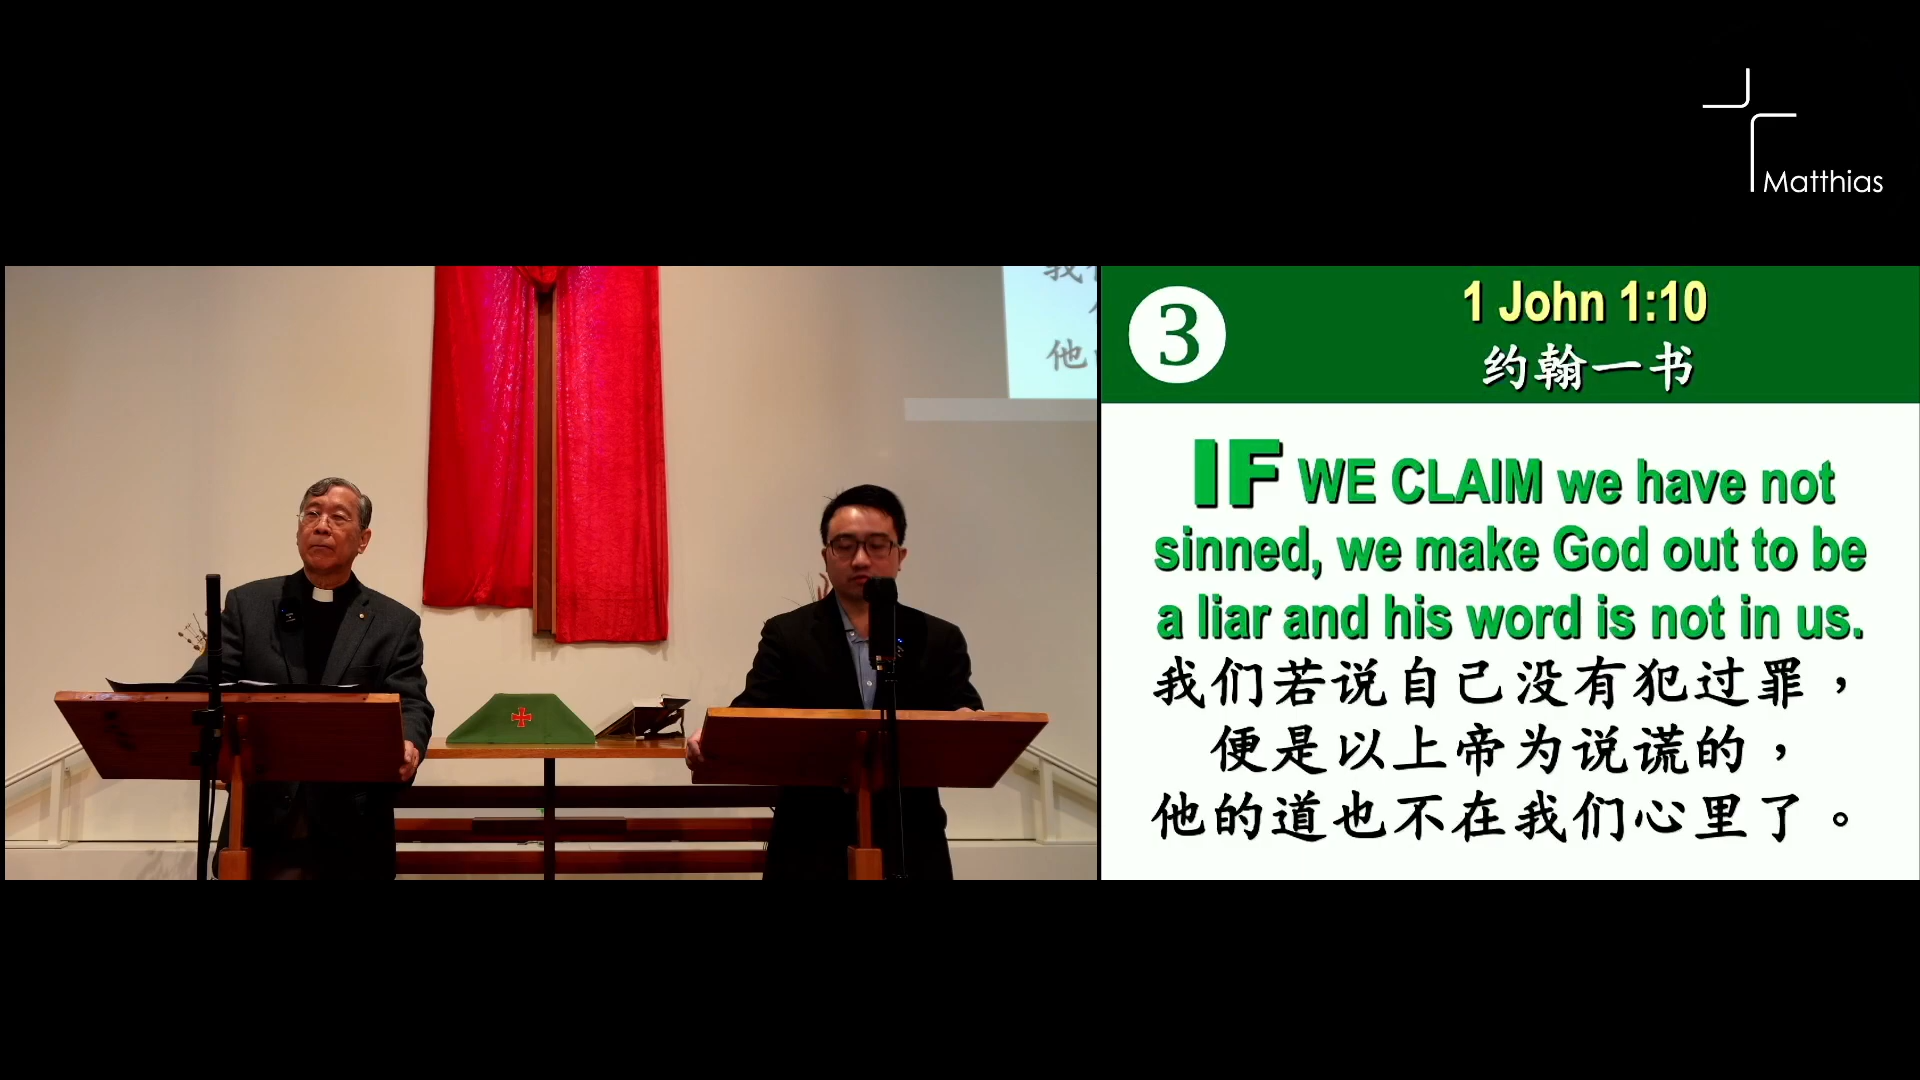 Matthias
我
他
3
1 John 1:10
约翰一书
IF WE CLAIM we have not
sinned, we make God out to be
a liar and his word is not in us.
我们若说自己没有犯过罪，
便是以上帝为说谎的，
他的道也不在我们心里了。